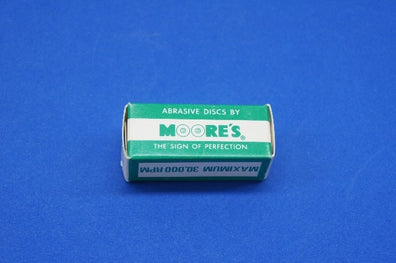 ABRASIVE DISCS BY
MOORE'S®
THE SIGN OF PERFECTION
MAXIMUM 30,000 RPM